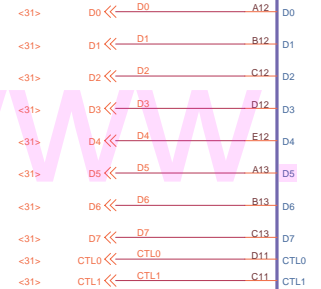 <31> D0 D0 A12 D0
<31> D1 D1 B12 D1
<31> D2 D2 C12 D2
<31> D3 D3 D12 D3
<31> D4 D4 E12 D4
<31> D5 D5 A13 D5
<31> D6 D6 B13 D6
<31> D7 D7 C13 D7
<31> CTL0 CTL0 D11 CTL0
<31> CTL1 CTL1 C11 CTL1
WW.